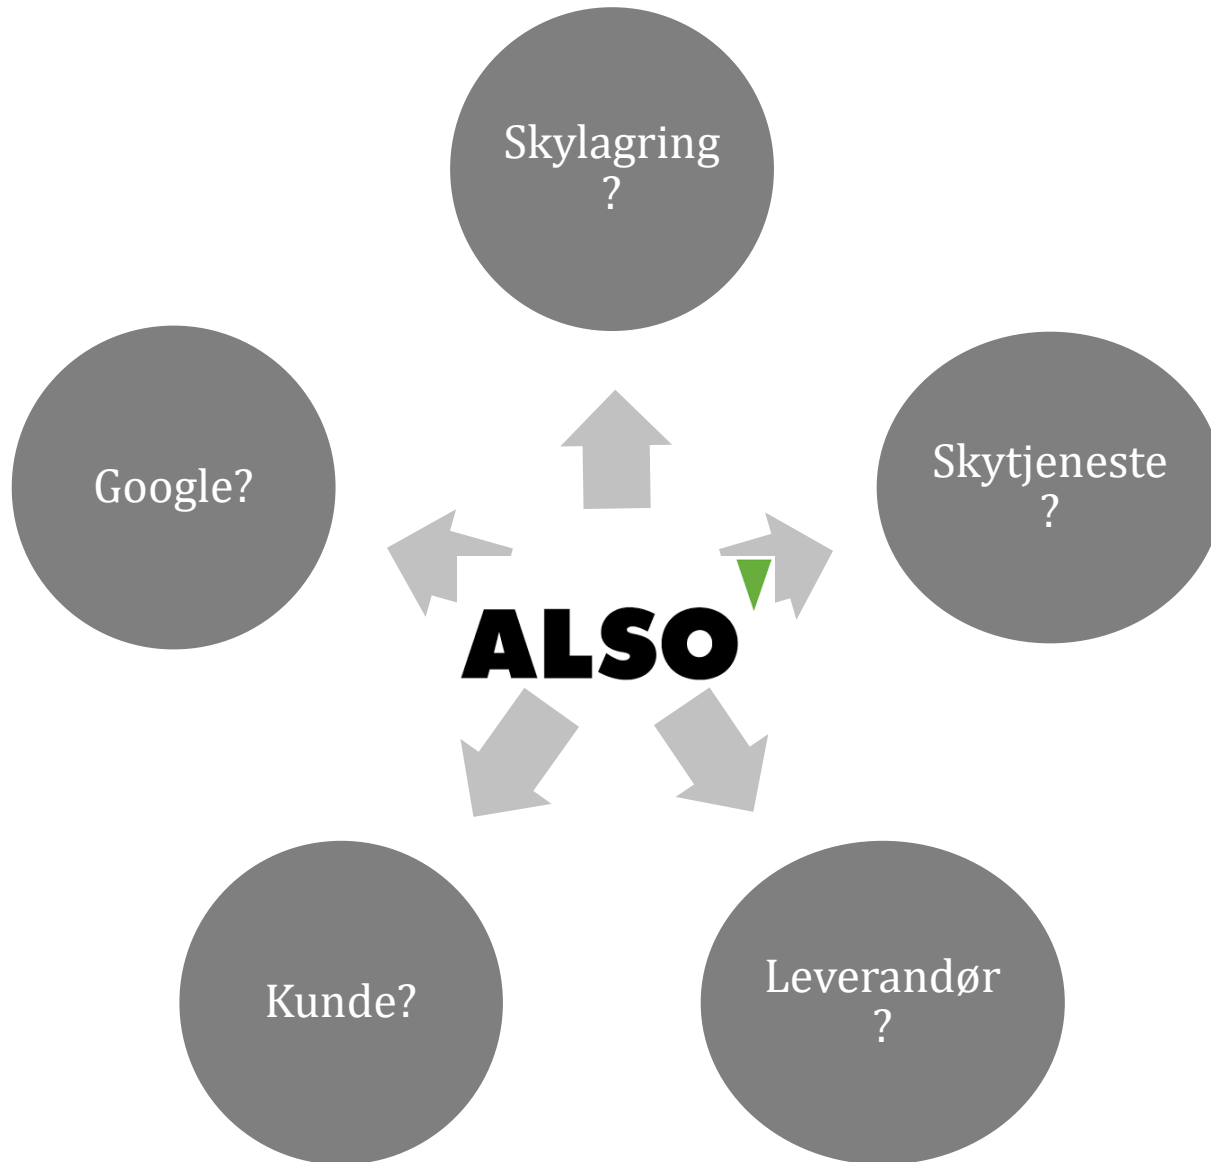 Skylagring
?
Google?
Skytjeneste
?
ALSO
Kunde?
Leverandør
?